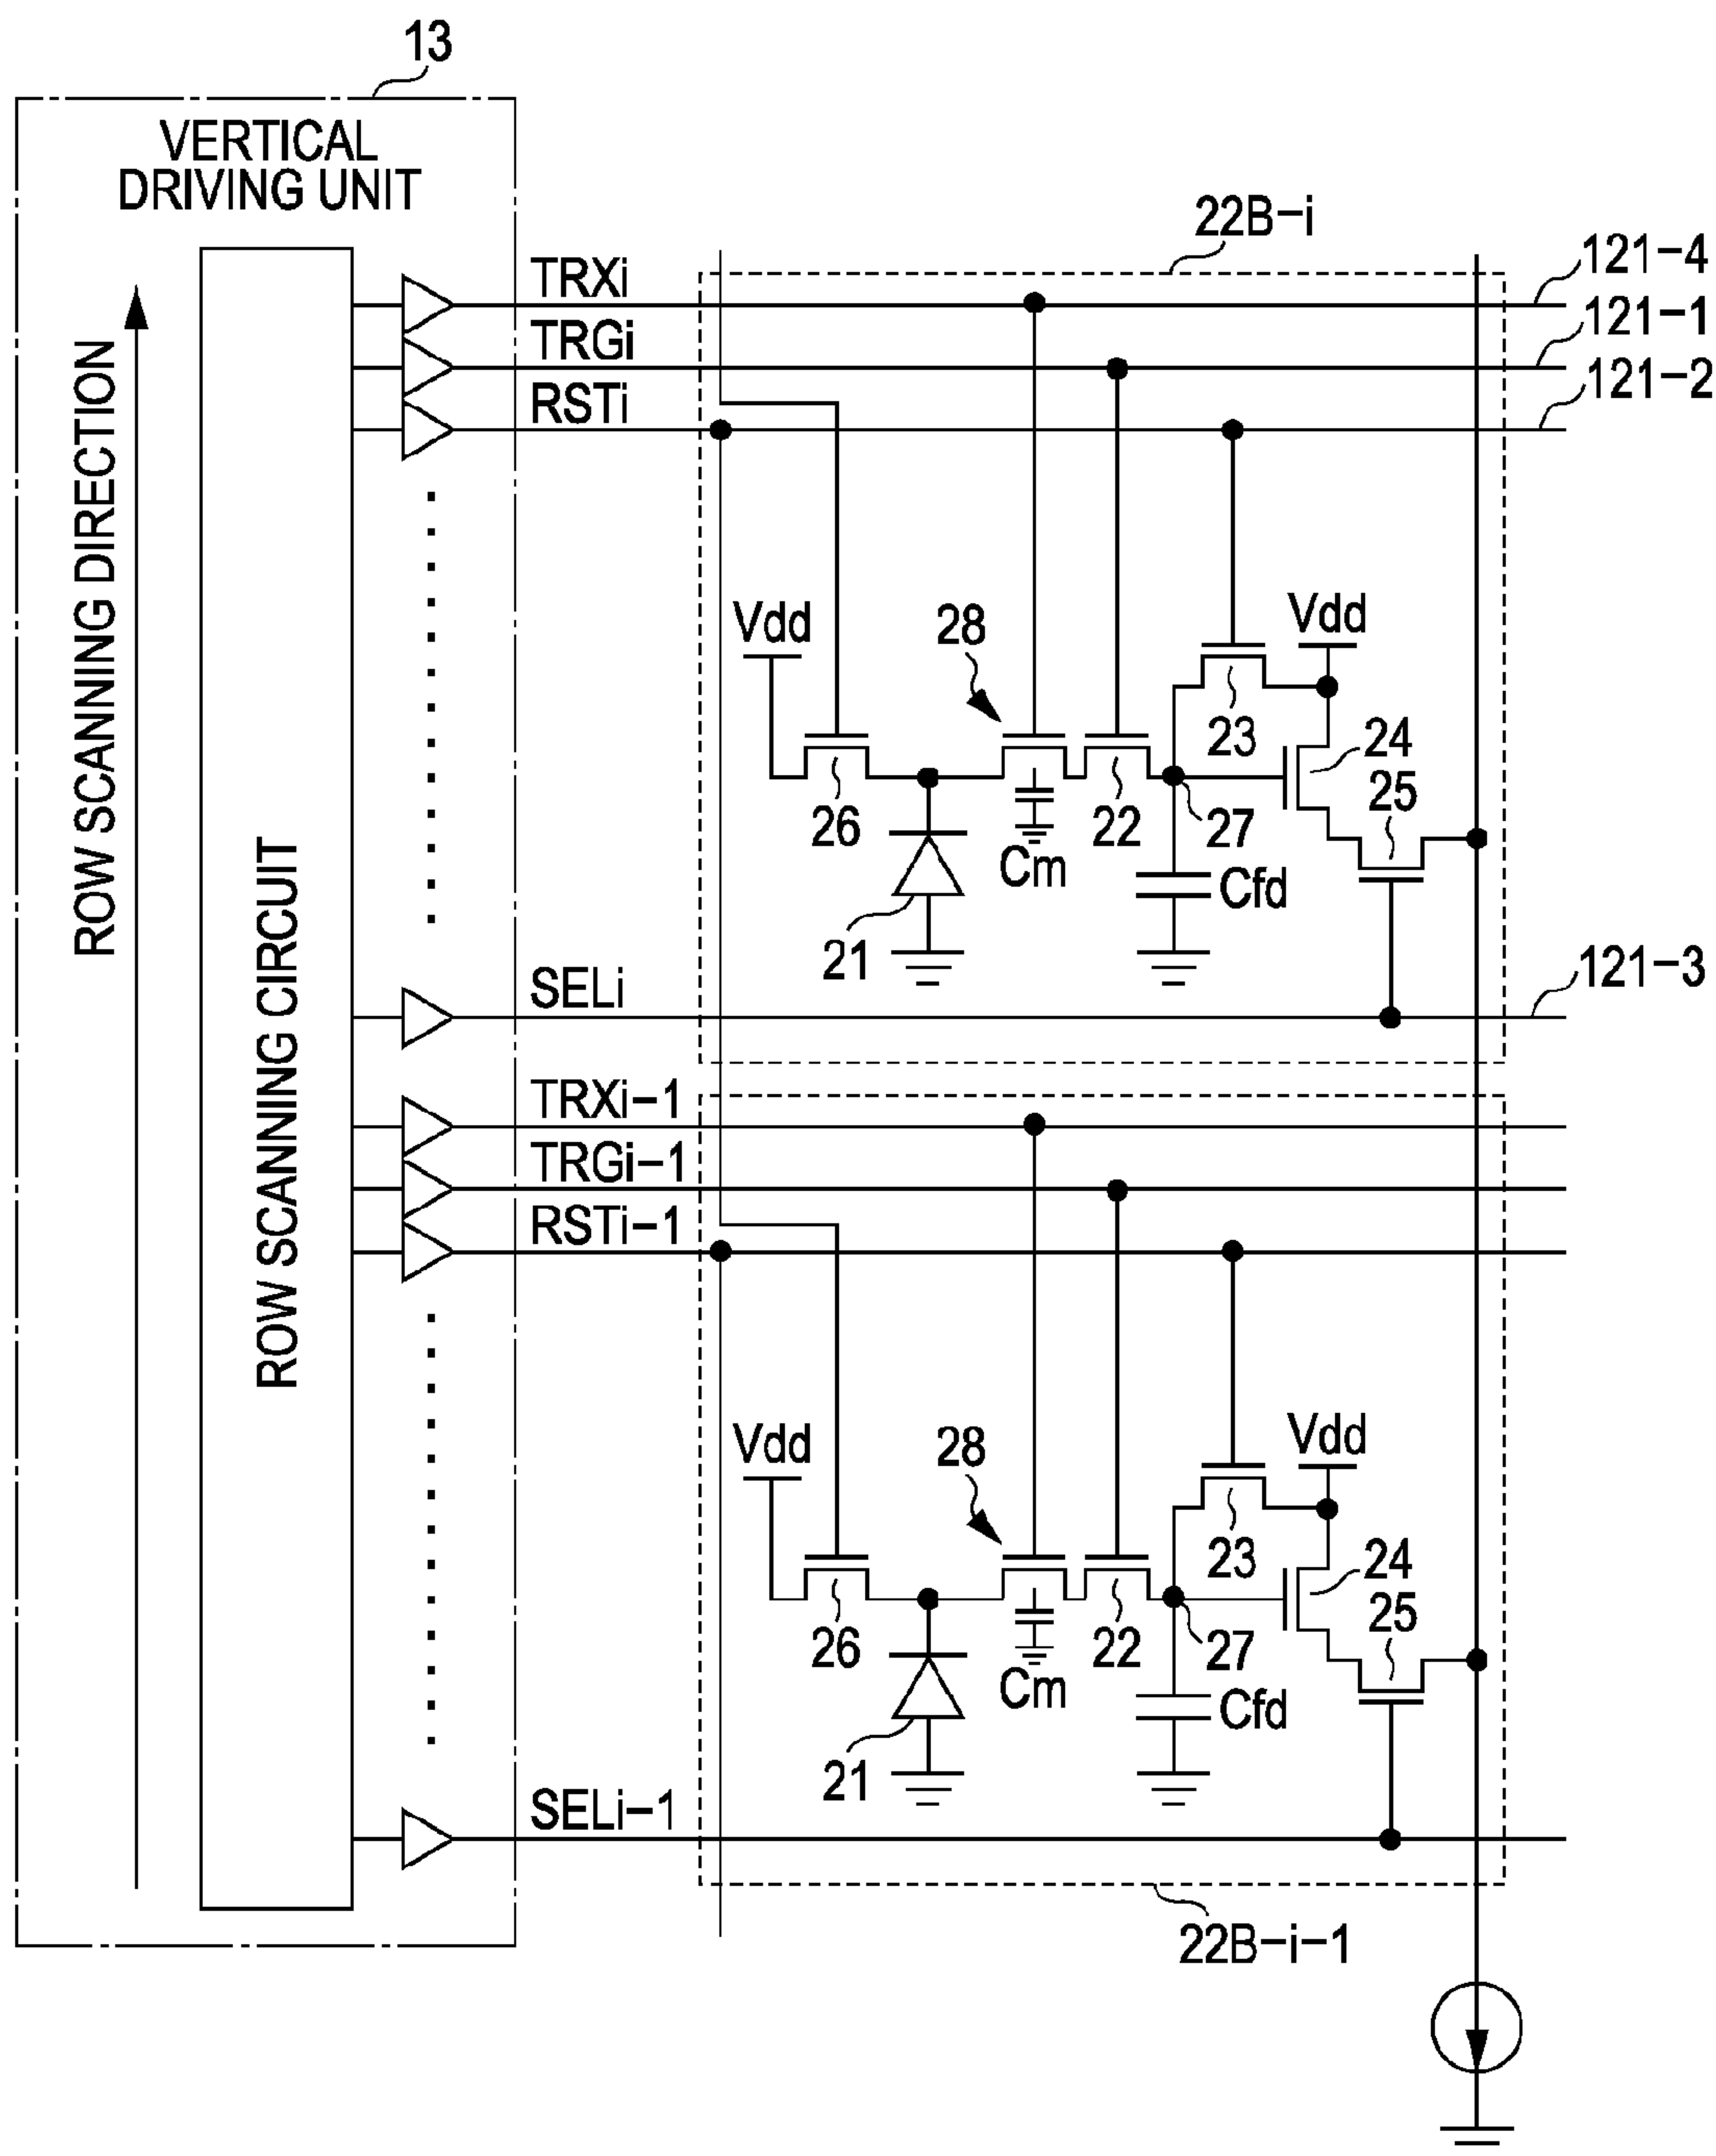 13
VERTICAL
DRIVING UNIT
ROW SCANNING DIRECTION
ROW SCANNING CIRCUIT
22B-i
TRXi
121-4
TRGi
121-1
RSTi
121-2
Vdd
28
Vdd
23
24
26
22
27
25
Cm
Cfd
21
SELi
121-3
TRXi-1
TRGi-1
RSTi-1
Vdd
28
Vdd
23
24
26
22
27
25
Cm
Cfd
21
SELi-1
22B-i-1